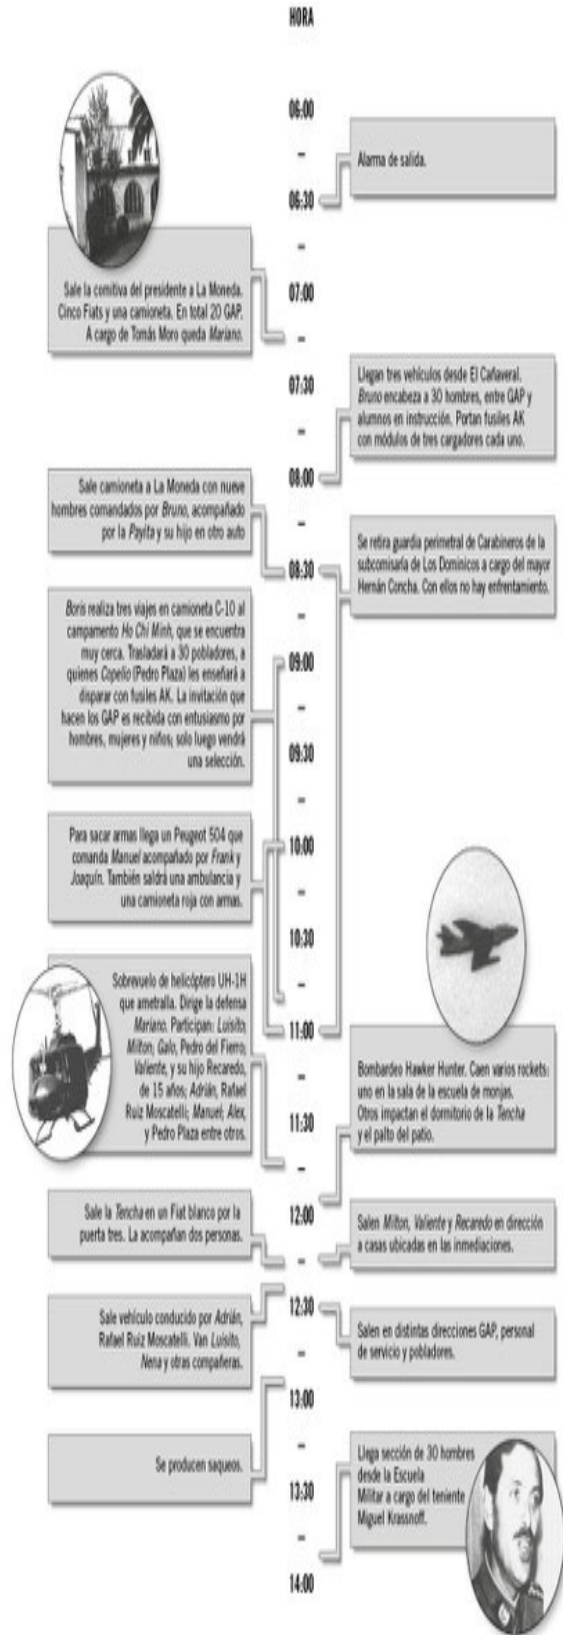 HORA
06:00
Alarma de salida.
06:30
Sale la comitiva del presidente a La Moneda.
Cinco Fiats y una camioneta. En total 20 GAP.
A cargo de Tomás Moro queda Mariano.
07:00
07:30
Llegan tres vehículos desde El Cañaveral.
Bruno encabeza a 30 hombres, entre GAP y
alumnos en instrucción. Portan fusiles AK
con módulos de tres cargadores cada uno.
08:00
Sale camioneta a La Moneda con nueve
hombres comandados por Bruno, acompañado
por la Payita y su hijo en otro auto
Se retira guardia perimetral de Carabineros de la
subcomisaría de Los Dominicos a cargo del mayor
Hernán Concha. Con ellos no hay enfrentamiento.
08:30
Boris realiza tres viajes en camioneta C-10 al
campamento Ho Chi Minh, que se encuentra
muy cerca. Trasladará a 30 pobladores, a
quienes Copelio (Pedro Plaza) les enseñará a
disparar con fusiles AK. La invitación que
hacen los GAP es recibida con entusiasmo por
hombres, mujeres y niños; solo luego vendrá
una selección.
09:00
09:30
Para sacar armas llega un Peugeot 504 que
comanda Manuel acompañado por Frank y
Joaquín. También saldrá una ambulancia y
una camioneta roja con armas.
10:00
10:30
Sobrevuelo de helicóptero UH-1H
que ametralla. Dirige la defensa
Mariano. Participan: Luisito,
Milton; Galo, Pedro del Fierro;
Valiente, y su hijo Recaredo,
de 15 años; Adrián, Rafael
Ruiz Moscatelli; Manuel; Alex,
y Pedro Plaza entre otros.
11:00
Bombardeo Hawker Hunter. Caen varios rockets:
uno en la sala de la escuela de monjas.
Otros impactan el dormitorio de la Tencha
y el palto del patio.
11:30
12:00
Sale la Tencha en un Fiat blanco por la
puerta tres. La acompañan dos personas.
Salen Milton, Valiente y Recaredo en dirección
a casas ubicadas en las inmediaciones.
12:30
Sale vehículo conducido por Adrián,
Rafael Ruiz Moscatelli. Van Luisito,
Nena y otras compañeras.
Salen en distintas direcciones GAP, personal
de servicio y pobladores.
13:00
Se producen saqueos.
Llega sección de 30 hombres
desde la Escuela
Militar a cargo del teniente
Miguel Krassnoff.
13:30
14:00